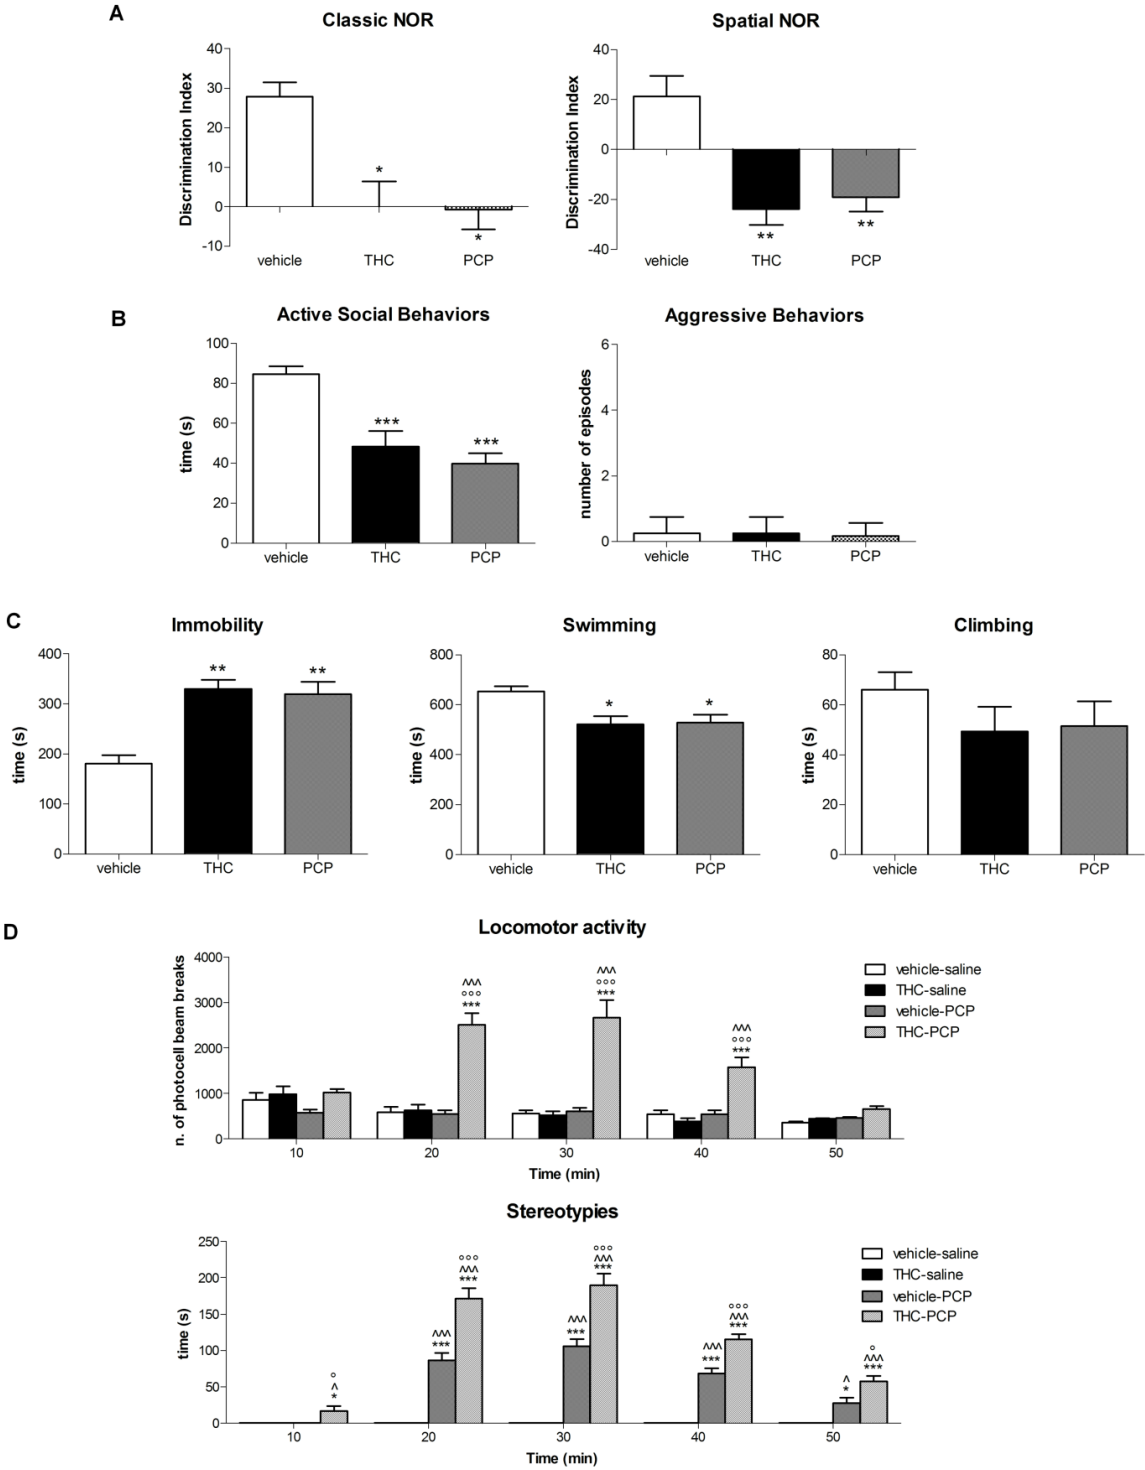 A
Classic NOR
Spatial NOR
Discrimination Index
40
30
20
10
0
-10
*
*
vehicle
THC
PCP
Discrimination Index
40
20
0
-20
-40
**
**
vehicle
THC
PCP
B
Active Social Behaviors
Aggressive Behaviors
time (s)
100
80
60
40
20
0
***
***
vehicle
THC
PCP
number of episodes
6
4
2
0
vehicle
THC
PCP
C
Immobility
Swimming
Climbing
time (s)
400
300
200
100
0
**
**
vehicle
THC
PCP
time (s)
800
600
400
200
0
*
*
vehicle
THC
PCP
time (s)
80
60
40
20
0
vehicle
THC
PCP
D
Locomotor activity
n. of photocell beam breaks
4000
3000
2000
1000
0
^^^
°°°
***
^^^
°°°
***
^^^
°°°
***
10
20
30
40
50
Time (min)
vehicle-saline
THC-saline
vehicle-PCP
THC-PCP
Stereotypies
time (s)
250
200
150
100
50
0
°
^
*
^^^
***
°°°
^^^
***
^^^
***
°°°
^^^
***
^^^
***
°°°
^^^
***
^
*
°
^^^
***
10
20
30
40
50
Time (min)
vehicle-saline
THC-saline
vehicle-PCP
THC-PCP